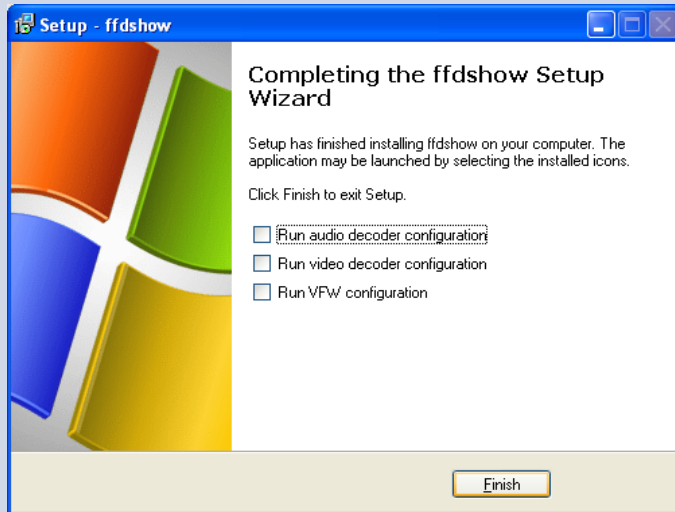 Setup - ffdshow
Completing the ffdshow Setup
Wizard
Setup has finished installing ffdshow on your computer. The
application may be launched by selecting the installed icons.
Click Finish to exit Setup.
Run audio decoder configuration
Run video decoder configuration
Run VFW configuration
Finish